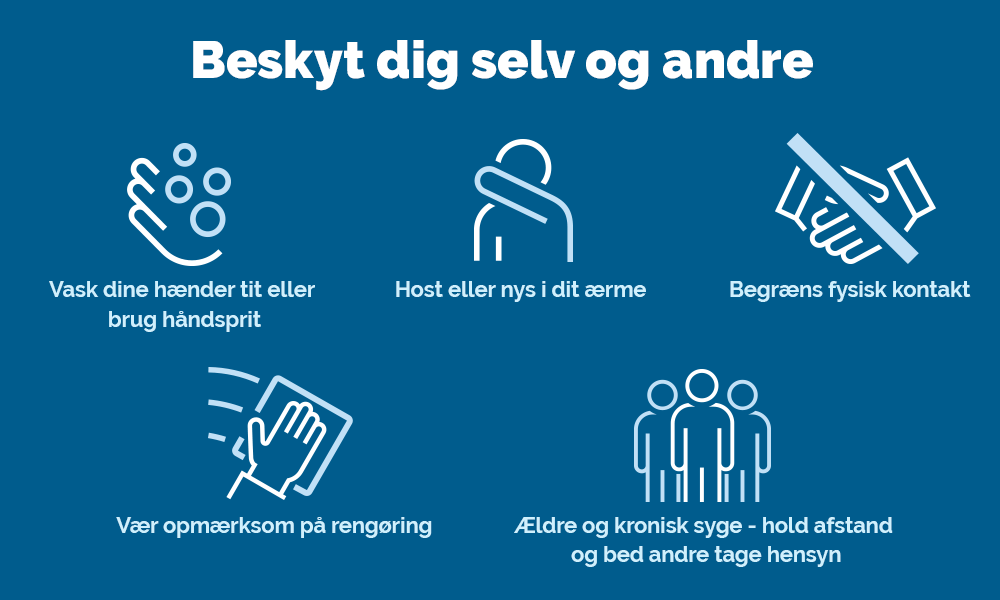 Beskyt dig selv og andre
Vask dine hænder tit eller
brug håndsprit
Host eller nys i dit ærme
Begræns fysisk kontakt
Vær opmærksom på rengøring
Ældre og kronisk syge - hold afstand
og bed andre tage hensyn